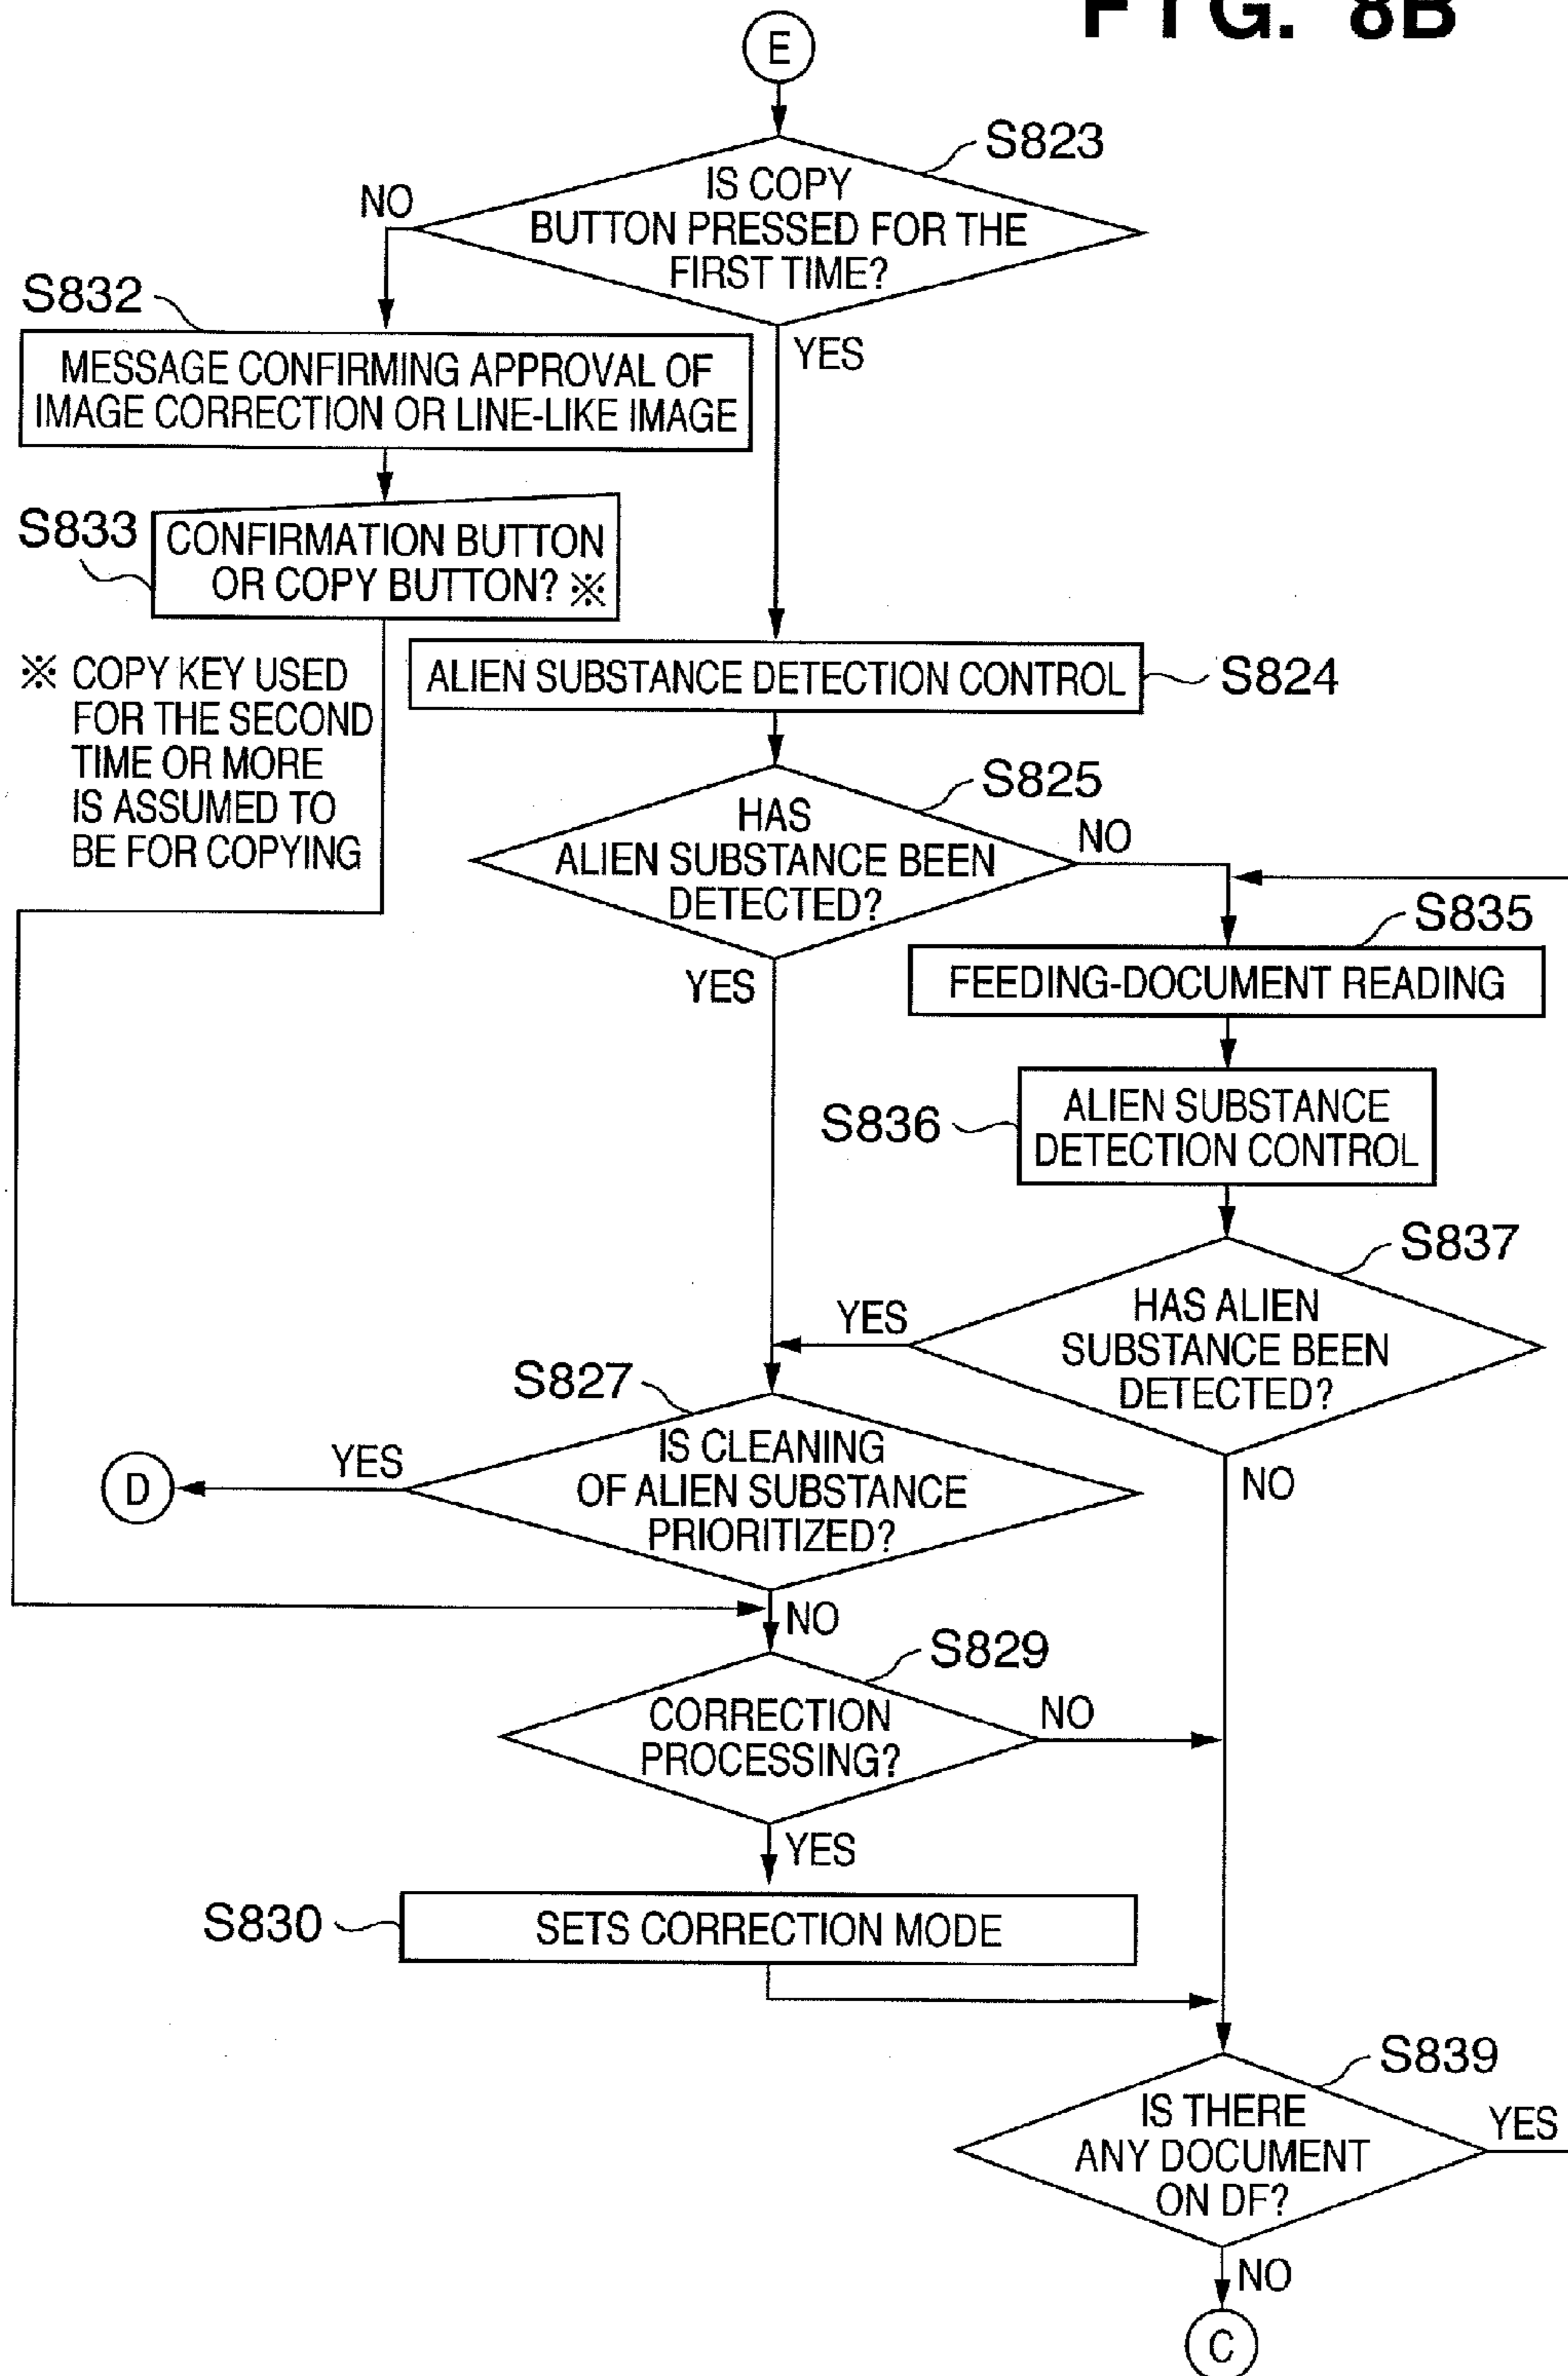 FIG. 8B
E
S823
IS COPY
BUTTON PRESSED FOR THE
FIRST TIME?
NO
YES
S832
MESSAGE CONFIRMING APPROVAL OF
IMAGE CORRECTION OR LINE-LIKE IMAGE
S833
CONFIRMATION BUTTON
OR COPY BUTTON? ※
※ COPY KEY USED
FOR THE SECOND
TIME OR MORE
IS ASSUMED TO
BE FOR COPYING
ALIEN SUBSTANCE DETECTION CONTROL
S824
S825
HAS
ALIEN SUBSTANCE BEEN
DETECTED?
NO
YES
S835
FEEDING-DOCUMENT READING
S836
ALIEN SUBSTANCE
DETECTION CONTROL
S837
HAS ALIEN
SUBSTANCE BEEN
DETECTED?
YES
NO
S827
IS CLEANING
OF ALIEN SUBSTANCE
PRIORITIZED?
YES
D
NO
S829
CORRECTION
PROCESSING?
NO
YES
S830
SETS CORRECTION MODE
S839
IS THERE
ANY DOCUMENT
ON DF?
YES
NO
C